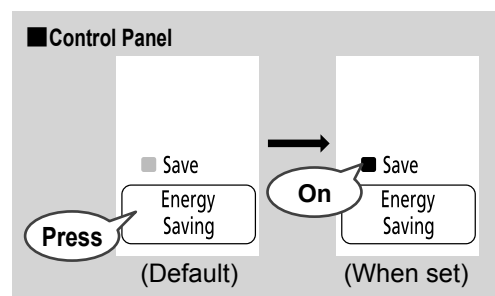 ■Control Panel
Save
Energy
Saving
Press
(Default)
On
Save
Energy
Saving
(When set)